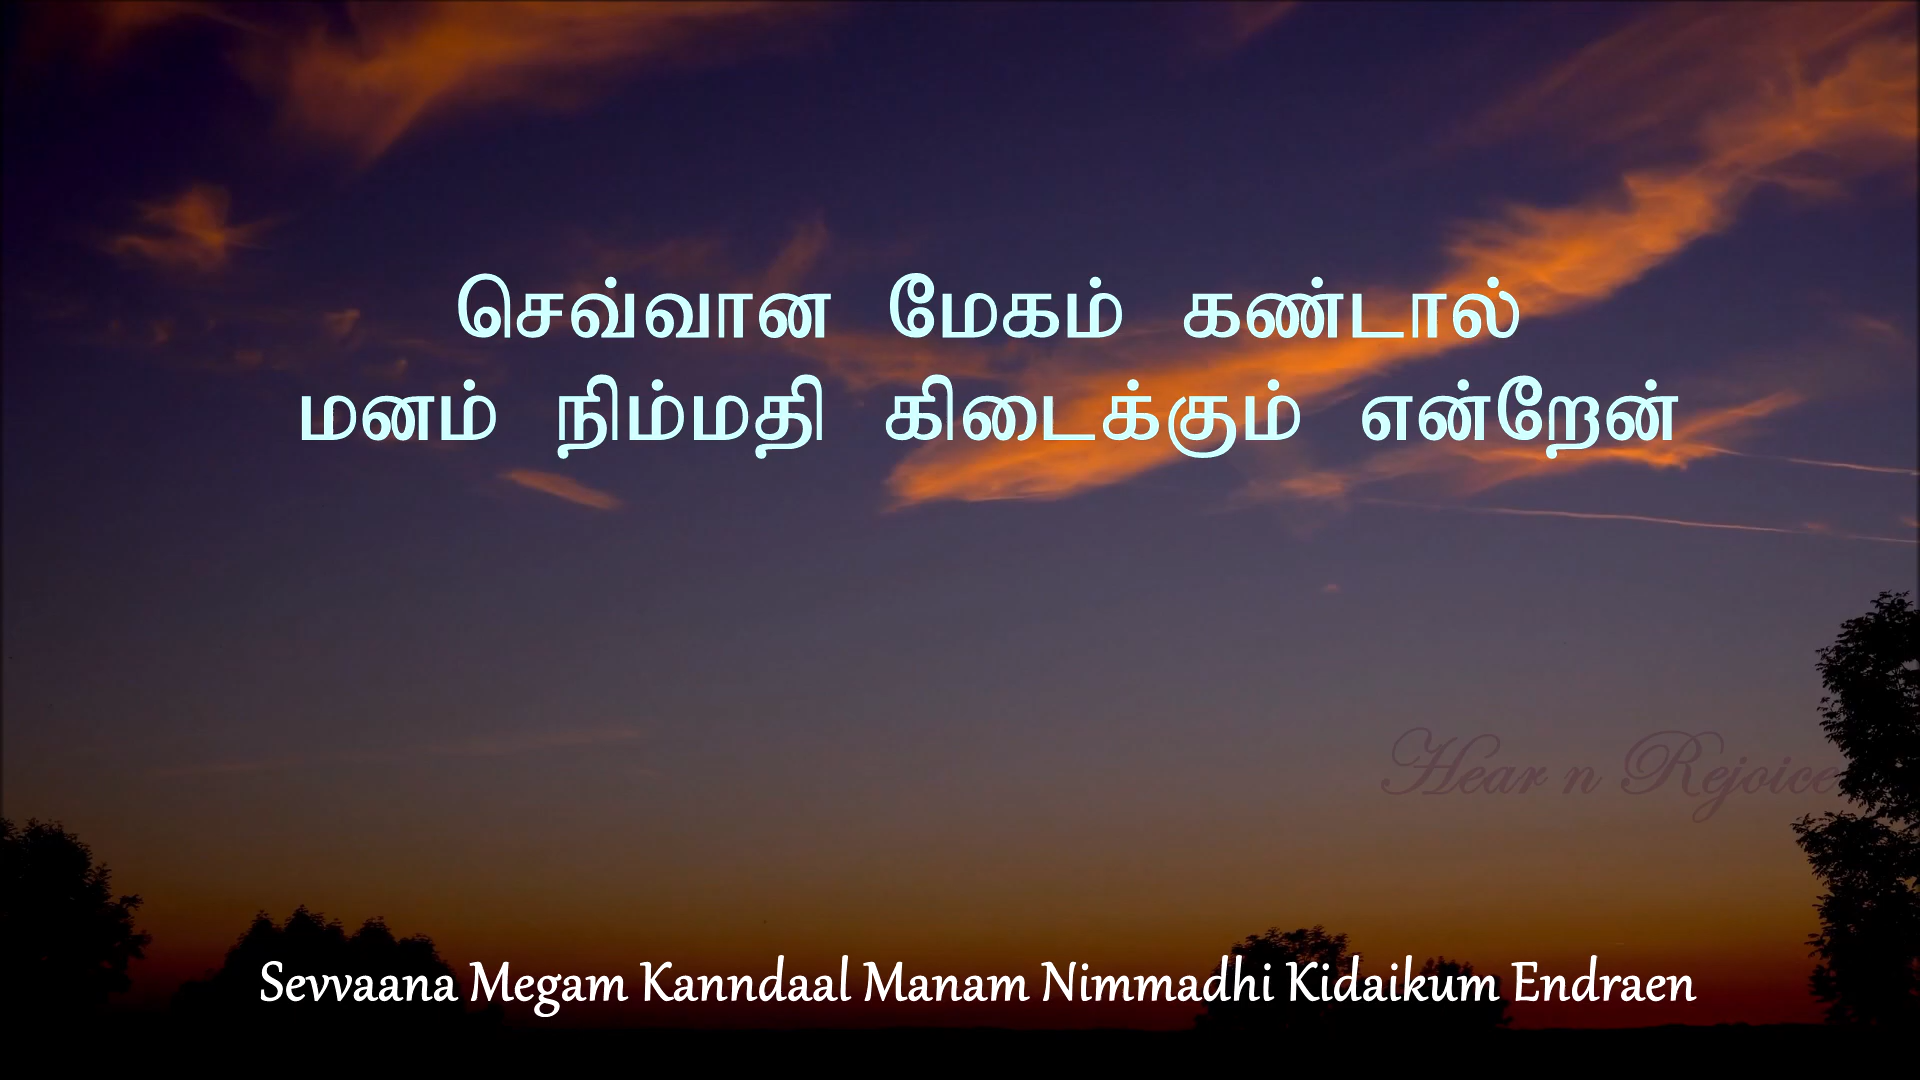 செவ்வான மேகம் கண்டால்
மனம் நிம்மதி கிடைக்கும் என்றேன்
Hear n Rejoice
Sevvaana Megam Kanndaal Manam Nimmadhi Kidaikum Endraen